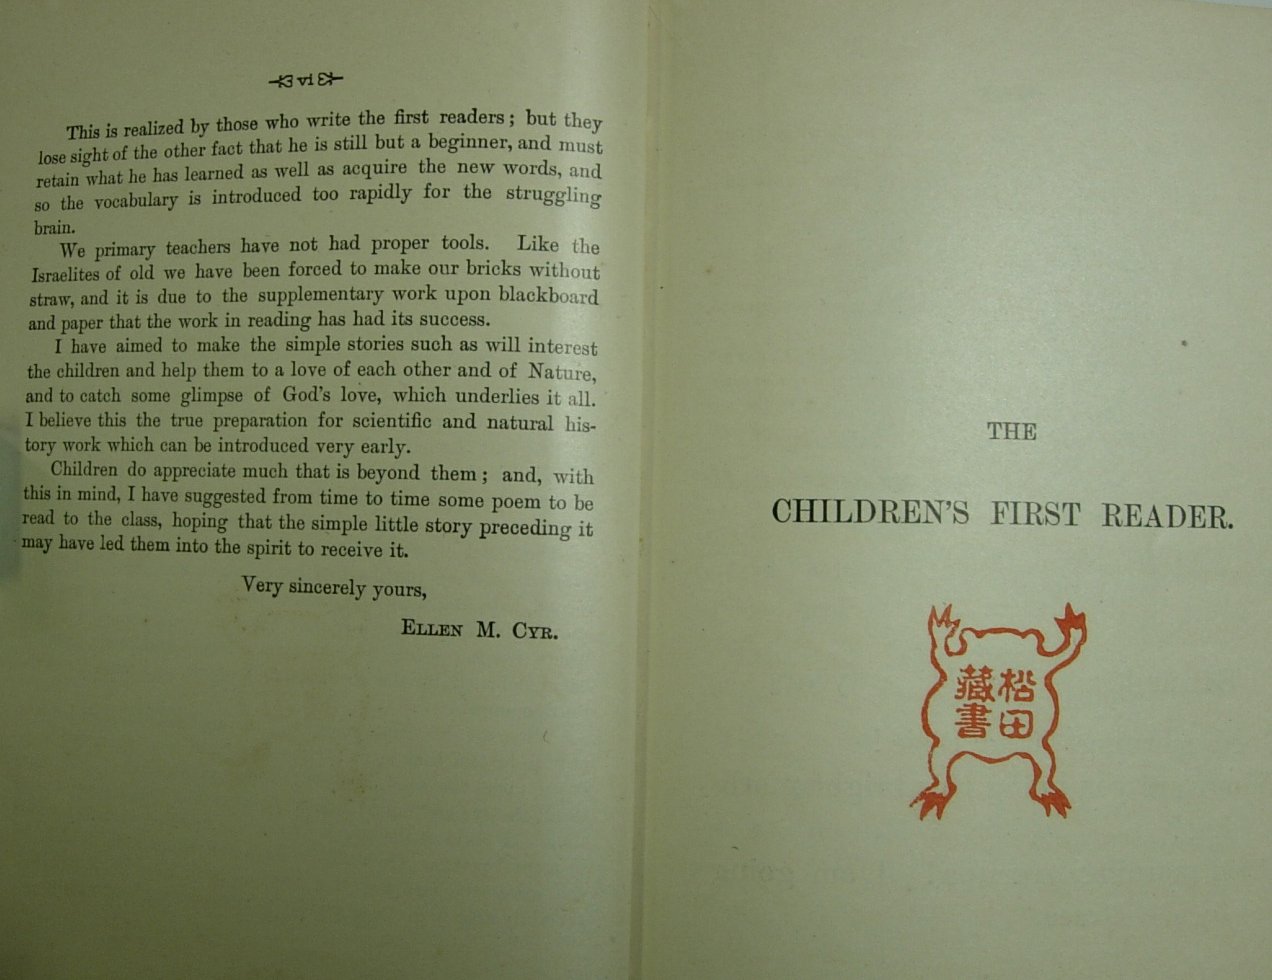 vi
This is realized by those who write the first readers; but they
lose sight of the other fact that he is still but a beginner, and must
retain what he has learned as well as acquire the new words, and
so the vocabulary is introduced too rapidly for the struggling
brain.
We primary teachers have not had proper tools. Like the
Israelites of old we have been forced to make our bricks without
straw, and it is due to the supplementary work upon blackboard
and paper that the work in reading has had its success.
I have aimed to make the simple stories such as will interest
the children and help them to a love of each other and of Nature,
and to catch some glimpse of God's love, which underlies it all.
I believe this the true preparation for scientific and natural his-
tory work which can be introduced very early.
Children do appreciate much that is beyond them; and, with
this in mind, I have suggested from time to time some poem to be
read to the class, hoping that the simple little story preceding it
may have led them into the spirit to receive it.
Very sincerely yours,
ELLEN M. CYR.
THE
CHILDREN'S FIRST READER.
松田
藏書